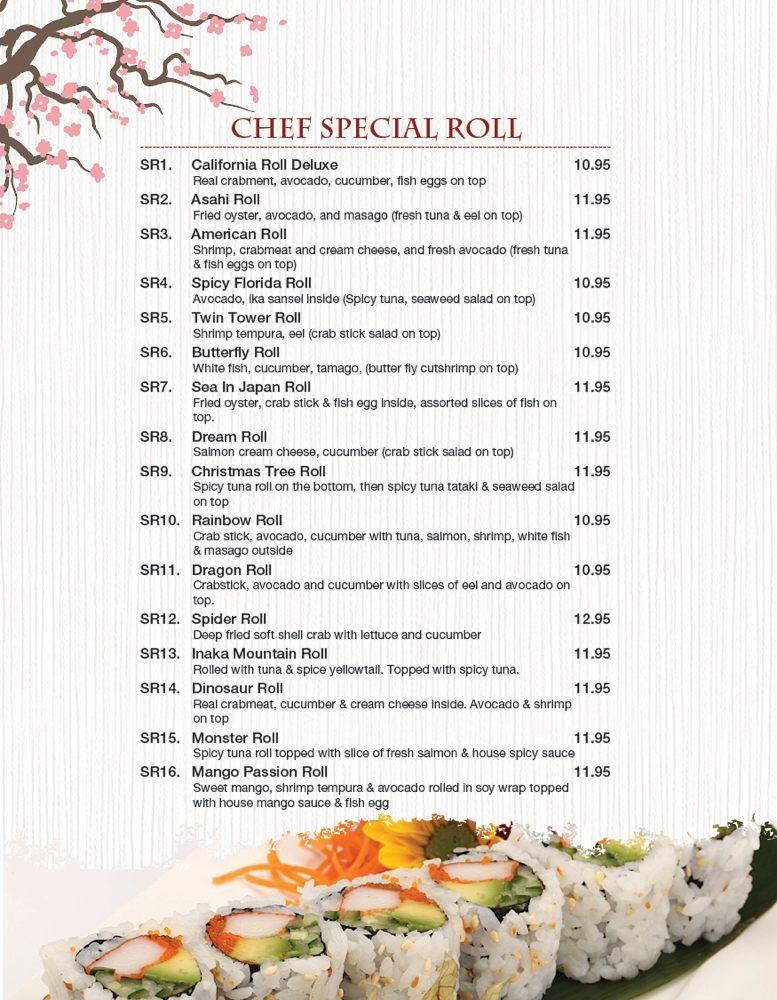 CHEF SPECIAL ROLL
SR1. California Roll Deluxe 10.95
Real crabment, avocado, cucumber, fish eggs on top
SR2. Asahi Roll 11.95
Fried oyster, avocado, and masago (fresh tuna & eel on top)
SR3. American Roll 11.95
Shrimp, crabmeat and cream cheese, and fresh avocado (fresh tuna
& fish eggs on top)
SR4. Spicy Florida Roll 10.95
Avocado, ika sansei inside (Spicy tuna, seaweed salad on top)
SR5. Twin Tower Roll 10.95
Shrimp tempura, eel (crab stick salad on top)
SR6. Butterfly Roll 10.95
White fish, cucumber, tamago, (butter fly cutshrimp on top)
SR7. Sea In Japan Roll 11.95
Fried oyster, crab stick & fish egg inside, assorted slices of fish on
top.
SR8. Dream Roll 11.95
Salmon cream cheese, cucumber (crab stick salad on top)
SR9. Christmas Tree Roll 11.95
Spicy tuna roll on the bottom, then spicy tuna tataki & seaweed salad
on top
SR10. Rainbow Roll 10.95
Crab stick, avocado, cucumber with tuna, salmon, shrimp, white fish
& masago outside
SR11. Dragon Roll 10.95
Crabstick, avocado and cucumber with slices of eel and avocado on
top.
SR12. Spider Roll 12.95
Deep fried soft shell crab with lettuce and cucumber
SR13. Inaka Mountain Roll 11.95
Rolled with tuna & spice yellowtail. Topped with spicy tuna.
SR14. Dinosaur Roll 11.95
Real crabmeat, cucumber & cream cheese inside. Avocado & shrimp
on top
SR15. Monster Roll 11.95
Spicy tuna roll topped with slice of fresh salmon & house spicy sauce
SR16. Mango Passion Roll 11.95
Sweet mango, shrimp tempura & avocado rolled in soy wrap topped
with house mango sauce & fish egg